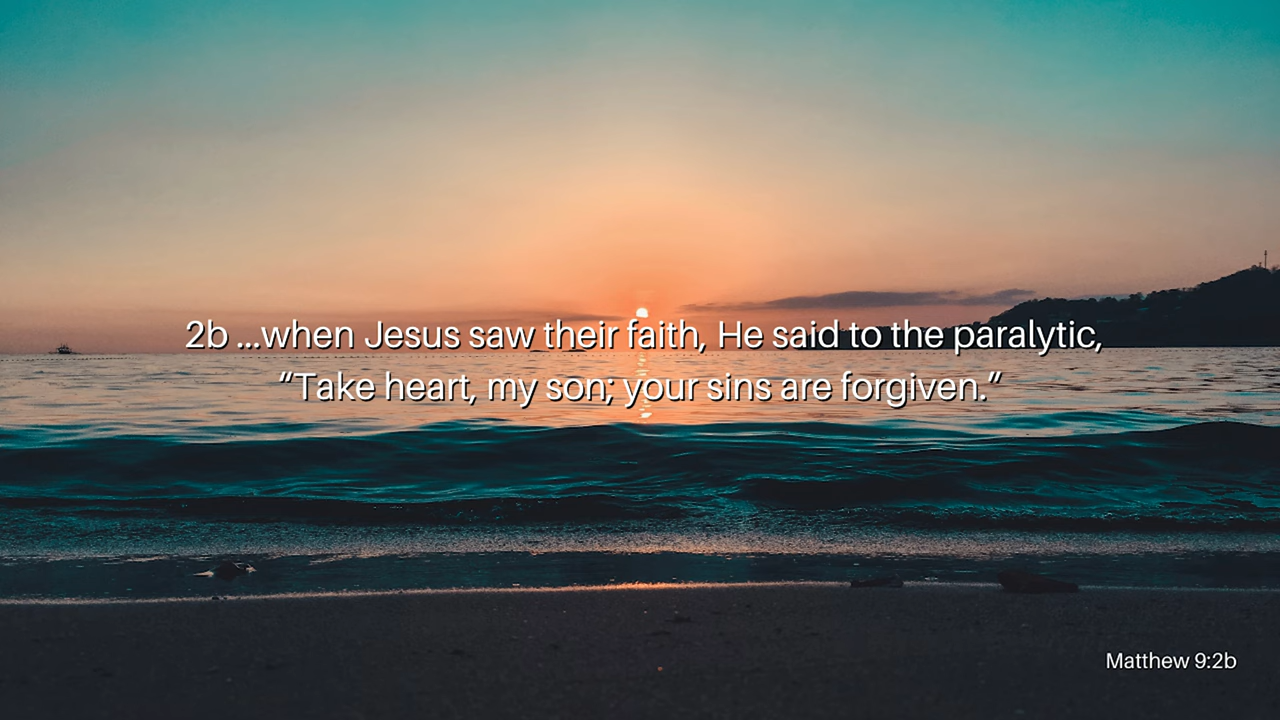 2b ...when Jesus saw their faith, He said to the paralytic,
“Take heart, my son; your sins are forgiven.”
Matthew 9:2b